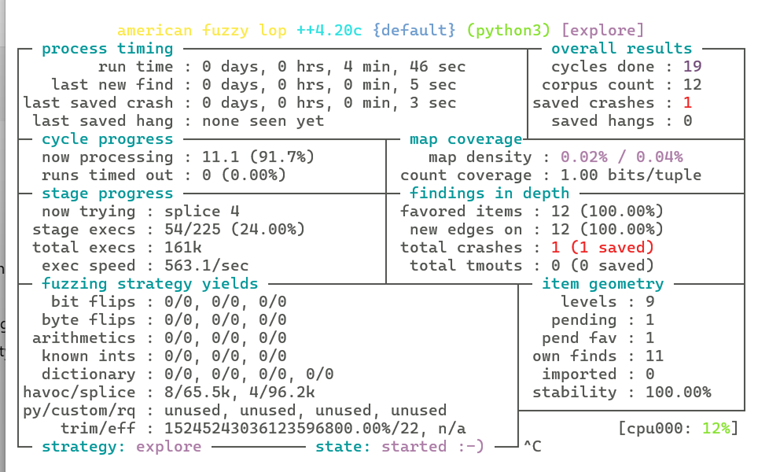 american fuzzy lop ++4.20c {default} (python3) [explore]
process timing overall results
run time : 0 days, 0 hrs, 4 min, 46 sec cycles done : 19
last new find : 0 days, 0 hrs, 0 min, 5 sec corpus count : 12
last saved crash : 0 days, 0 hrs, 0 min, 3 sec saved crashes : 1
last saved hang : none seen yet saved hangs : 0
cycle progress map coverage
now processing : 11.1 (91.7%) map density : 0.02% / 0.04%
runs timed out : 0 (0.00%) count coverage : 1.00 bits/tuple
stage progress findings in depth
now trying : splice 4 favored items : 12 (100.00%)
stage execs : 54/225 (24.00%) new edges on : 12 (100.00%)
total execs : 161k total crashes : 1 (1 saved)
exec speed : 563.1/sec total tmouts : 0 (0 saved)
fuzzing strategy yields item geometry
bit flips : 0/0, 0/0, 0/0 levels : 9
byte flips : 0/0, 0/0, 0/0 pending : 1
arithmetics : 0/0, 0/0, 0/0 pend fav : 1
known ints : 0/0, 0/0, 0/0 own finds : 11
dictionary : 0/0, 0/0, 0/0, 0/0 imported : 0
havoc/splice : 8/65.5k, 4/96.2k stability : 100.00%
py/custom/rq : unused, unused, unused, unused
trim/eff : 15245243036123596800.00%/22, n/a [cpu000: 12%]
strategy: explore state: started :-) ^C